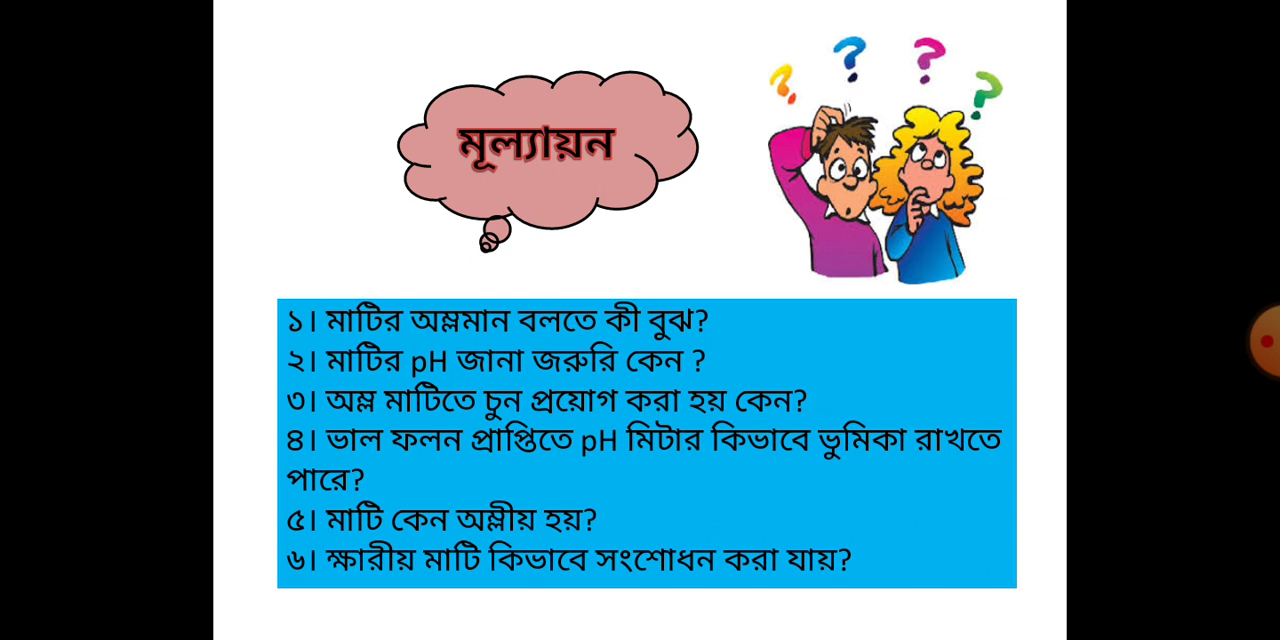 মূল্যায়ন
১। মাটির অম্লমান বলতে কী বুঝ?
২। মাটির pH জানা জরুরি কেন ?
৩। অম্ল মাটিতে চুন প্রয়োগ করা হয় কেন?
৪। ভাল ফলন প্রাপ্তিতে pH মিটার কিভাবে ভুমিকা রাখতে
পারে?
৫। মাটি কেন অম্লীয় হয়?
৬। ক্ষারীয় মাটি কিভাবে সংশোধন করা যায়?